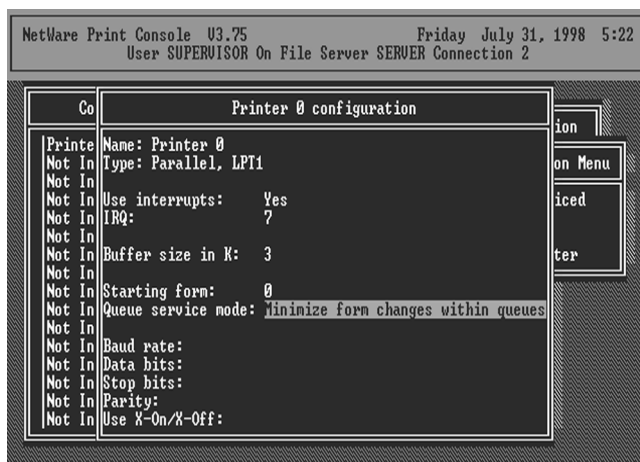 NetWare Print Console V3.75 Friday July 31, 1998 5:22
User SUPERVISOR On File Server SERVER Connection 2
Co
Printer 0 configuration
ion
Printe
Name: Printer 0
Not In
Type: Parallel, LPT1
on Menu
Not In
Not In
Use interrupts: Yes
iced
Not In
IRQ: 7
Not In
Not In
Buffer size in K: 3
ter
Not In
Not In
Starting form: 0
Not In
Queue service mode: Minimize form changes within queues
Not In
Not In
Baud rate:
Not In
Data bits:
Not In
Stop bits:
Not In
Parity:
Not In
Use X-On/X-Off: